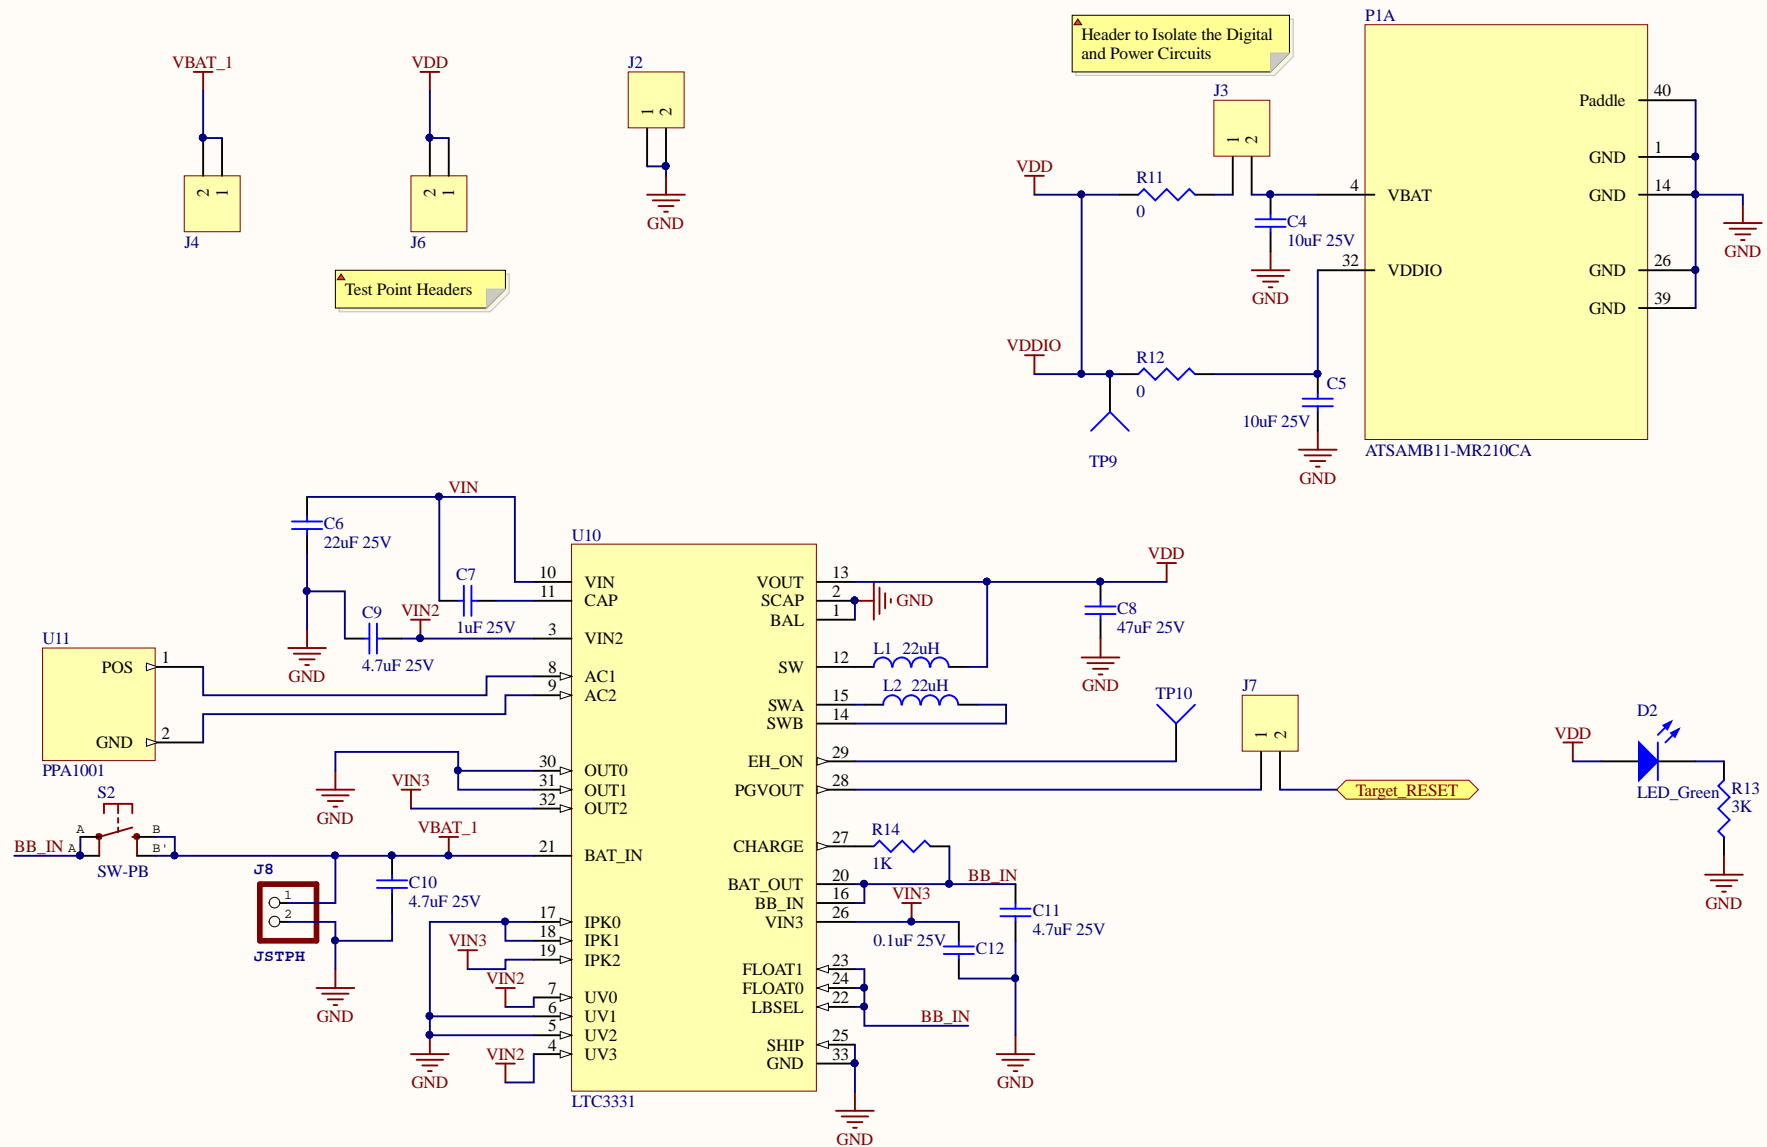 VBAT_1
2
1
J4
VDD
2
1
J6
Test Point Headers
J2
1
2
GND
Header to Isolate the Digital
and Power Circuits
J3
1
2
VDD
R11
0
C4
10uF 25V
GND
VDDIO
R12
0
TP9
C5
10uF 25V
GND
P1A
4
VBAT
32
VDDIO
Paddle
40
GND
1
GND
14
GND
26
GND
39
GND
ATSAMB11-MR210CA
VIN
C6
22uF 25V
C7
1uF 25V
C9
VIN2
4.7uF 25V
GND
U11
POS
1
GND
2
PPA1001
GND
VIN3
S2
A
A
B
B'
BB_IN
SW-PB
VBAT_1
J8
1
2
JSTPH
C10
4.7uF 25V
GND
VIN3
VIN2
VIN2
GND
U10
10
VIN
11
CAP
3
VIN2
8
AC1
9
AC2
30
OUT0
31
OUT1
32
OUT2
21
BAT_IN
17
IPK0
18
IPK1
19
IPK2
7
UV0
6
UV1
5
UV2
4
UV3
VOUT
13
SCAP
2
BAL
1
SW
12
SWA
15
SWB
14
EH_ON
29
PGVOUT
28
CHARGE
27
BAT_OUT
20
BB_IN
16
VIN3
26
FLOAT1
23
FLOAT0
24
LBSEL
22
SHIP
25
GND
33
LTC3331
GND
VDD
C8
47uF 25V
GND
L1 22uH
L2 22uH
TP10
J7
1
2
Target_RESET
R14
1K
BB_IN
VIN3
0.1uF 25V
C12
C11
4.7uF 25V
BB_IN
GND
GND
VDD
D2
LED_Green
R13
3K
GND